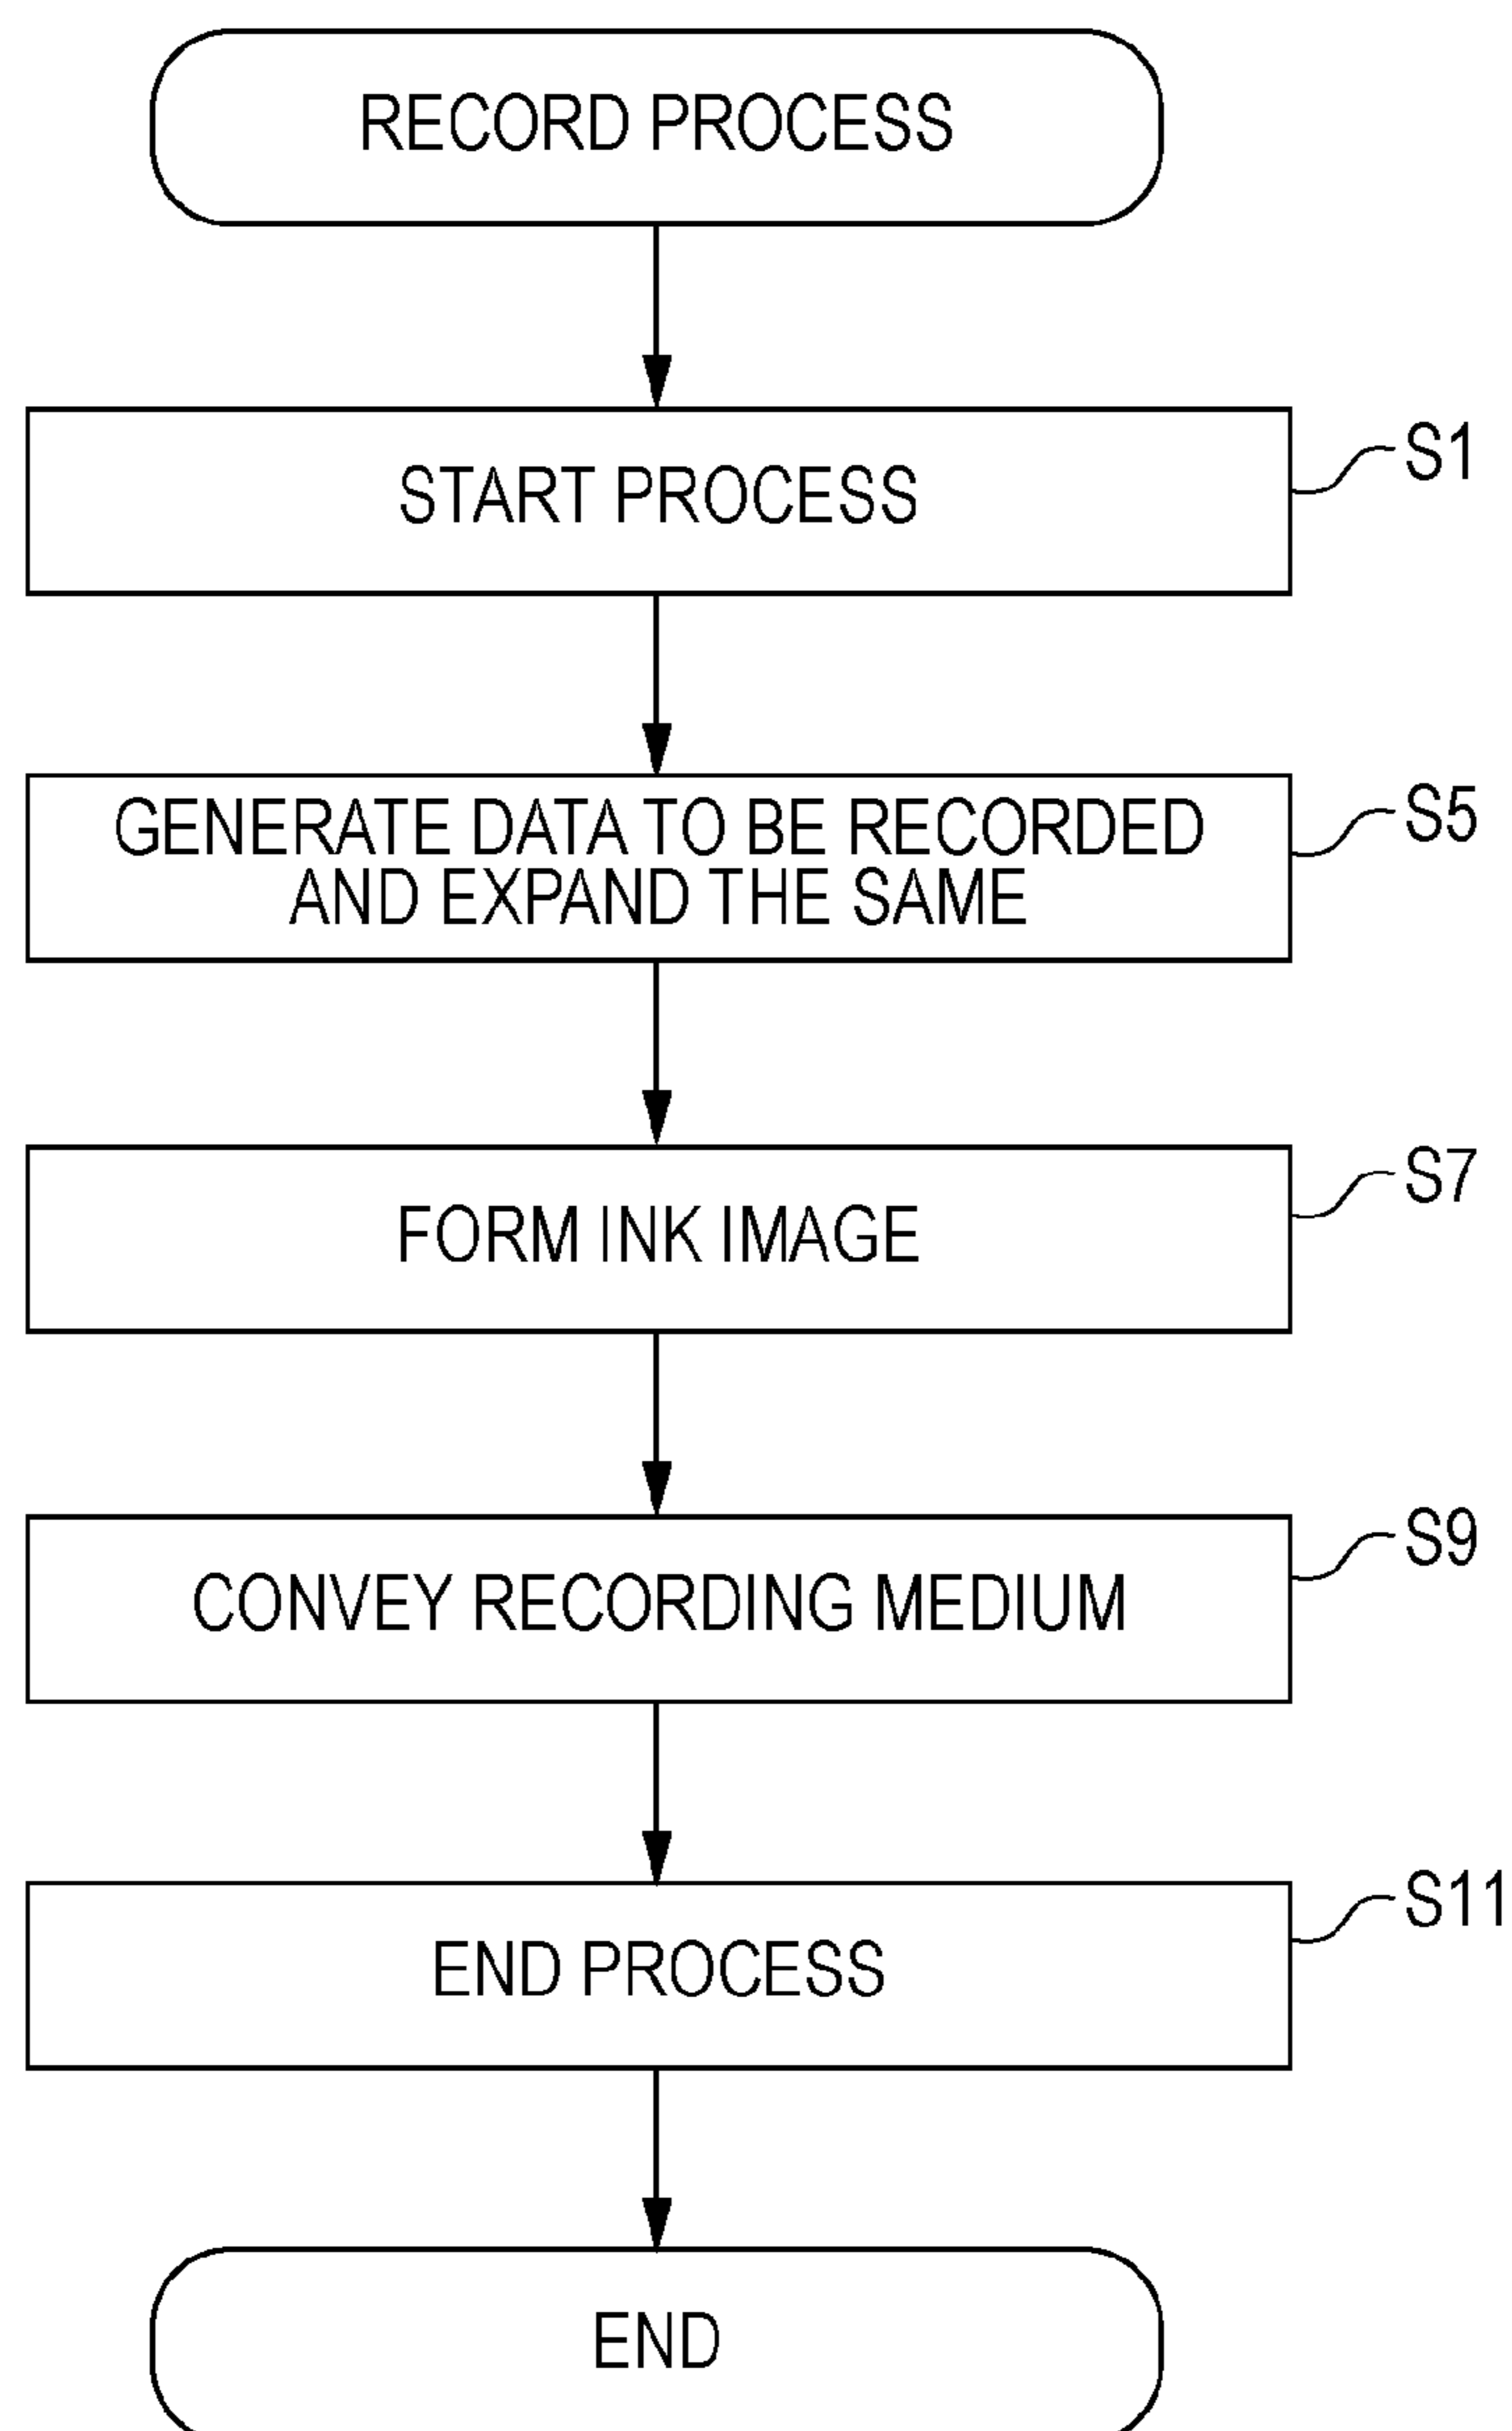 RECORD PROCESS
START PROCESS
S1
GENERATE DATA TO BE RECORDED
AND EXPAND THE SAME
S5
FORM INK IMAGE
S7
CONVEY RECORDING MEDIUM
S9
END PROCESS
S11
END